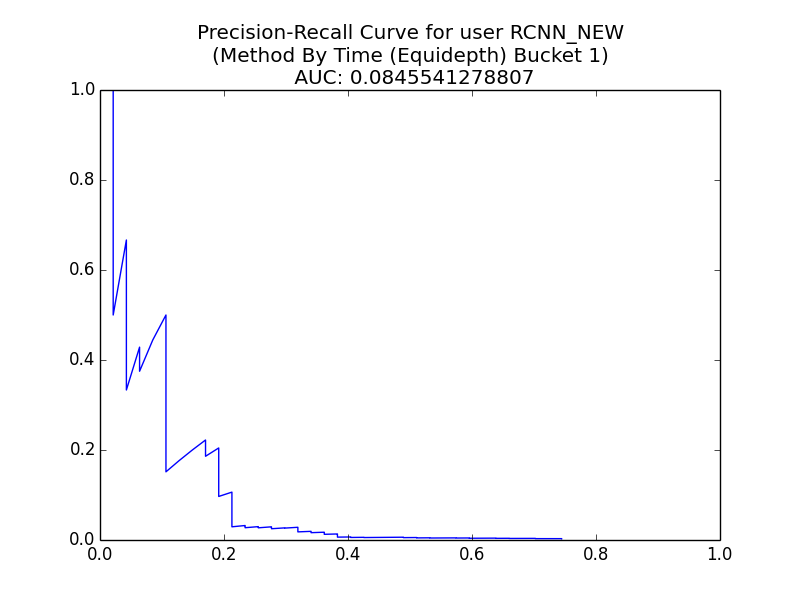 Precision-Recall Curve for user RCNN_NEW
(Method By Time (Equidepth) Bucket 1)
AUC: 0.0845541278807
1.0
0.8
0.6
0.4
0.2
0.0
0.0 0.2 0.4 0.6 0.8 1.0